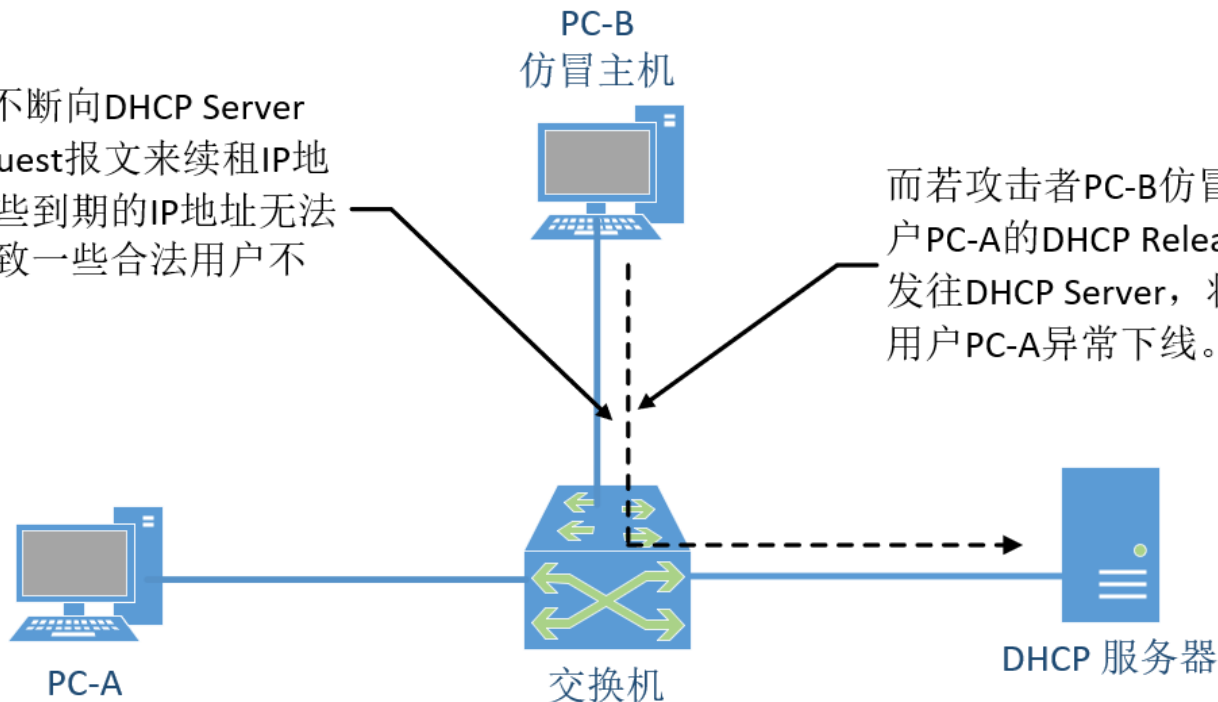 PC-B
仿冒主机
不断向DHCP Server
uest报文来续租IP地
些到期的IP地址无法
致一些合法用户不
而若攻击者PC-B仿冒
户PC-A的DHCP Relea
发往DHCP Server，
用户PC-A异常下线。
PC-A
交换机
DHCP 服务器